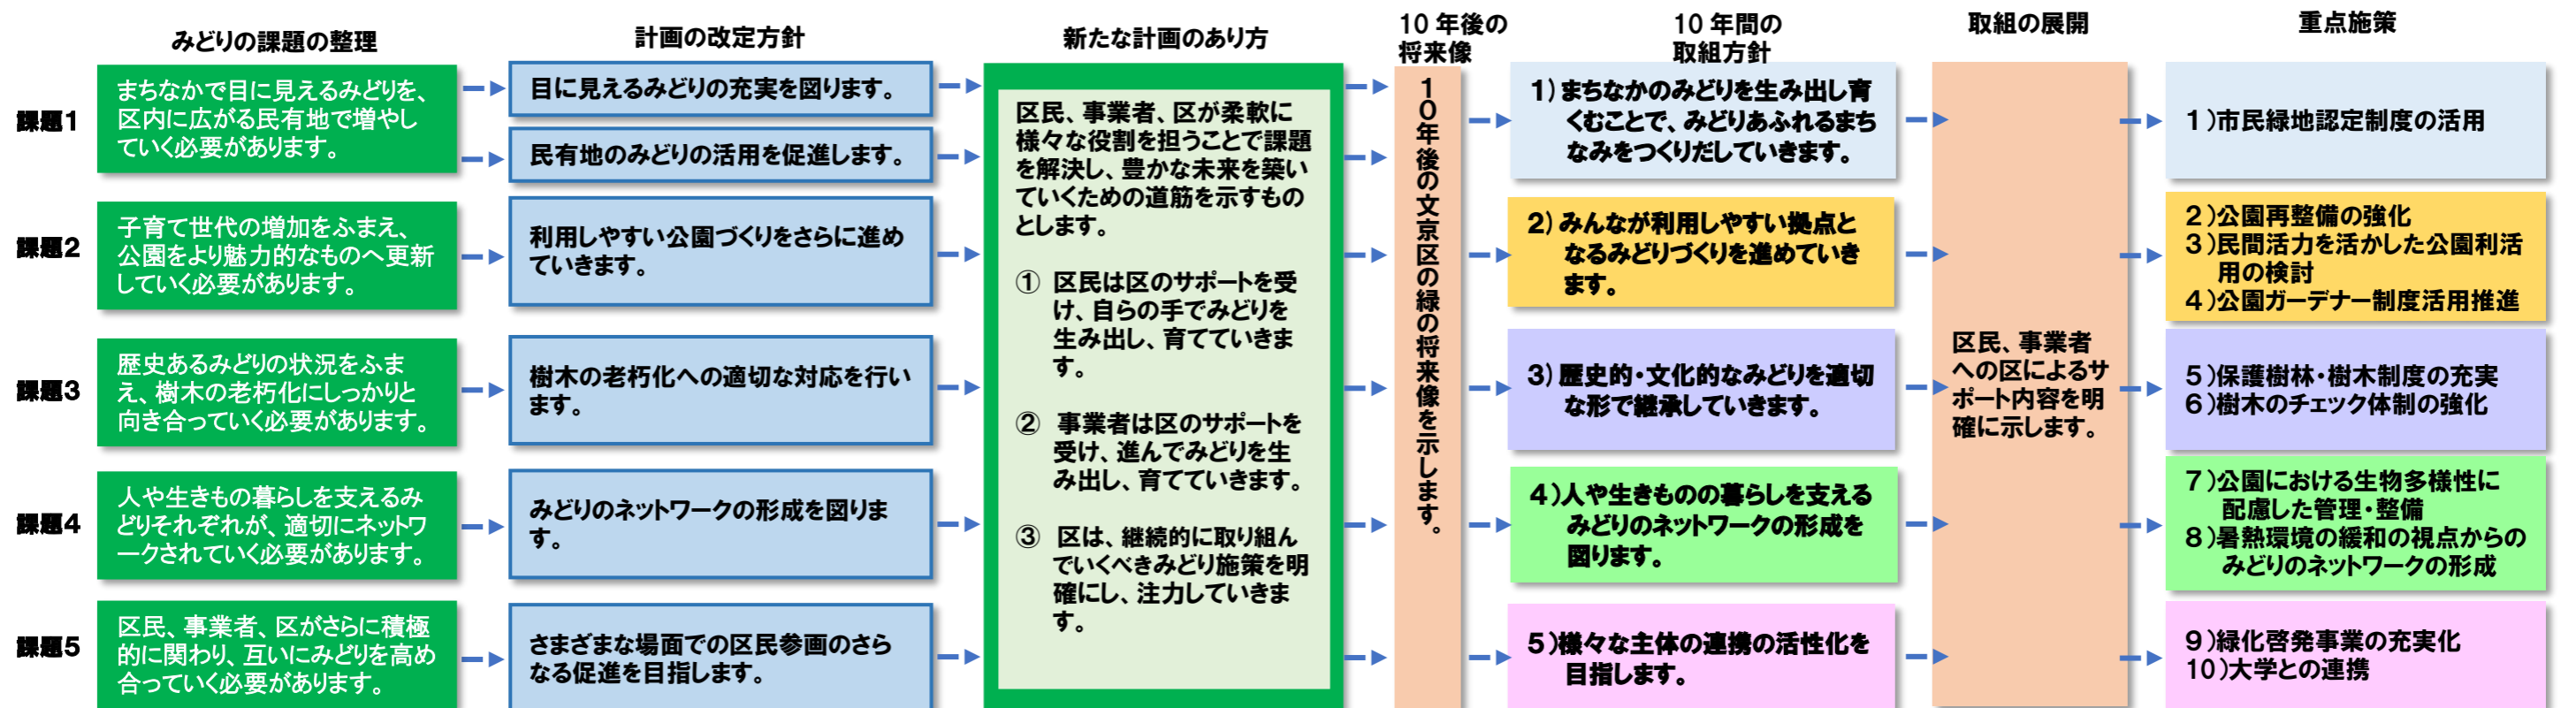 みどりの課題の整理
計画の改定方針
新たな計画のあり方
10 年後の
将来像
10 年間の
取組方針
取組の展開
重点施策
課題1
まちなかで目に見えるみどりを、
区内に広がる民有地で増やし
ていく必要があります。
目に見えるみどりの充実を図ります。
民有地のみどりの活用を促進します。
課題2
子育て世代の増加をふまえ、
公園をより魅力的なものへ更新
していく必要があります。
利用しやすい公園づくりをさらに進め
ていきます。
課題3
歴史あるみどりの状況をふま
え、樹木の老朽化にしっかりと
向き合っていく必要があります。
樹木の老朽化への適切な対応を行い
ます。
課題4
人や生きもの暮らしを支えるみ
どりそれぞれが、適切にネットワ
ークされていく必要があります。
みどりのネットワークの形成を図りま
す。
課題5
区民、事業者、区がさらに積極
的に関わり、互いにみどりを高め
合っていく必要があります。
さまざまな場面での区民参画のさら
なる促進を目指します。
区民、事業者、区が柔軟に
様々な役割を担うことで課題
を解決し、豊かな未来を築い
ていくための道筋を示すもの
とします。
① 区民は区のサポートを受
け、自らの手でみどりを
生み出し、育てていきま
す。
② 事業者は区のサポートを
受け、進んでみどりを生
み出し、育てていきます。
③ 区は、継続的に取り組ん
でいくべきみどり施策を明
確にし、注力していきま
す。
10年後の文京区の緑の将来像を示します。
1)まちなかのみどりを生み出し育
くむことで、みどりあふれるまち
なみをつくりだしていきます。
2)みんなが利用しやすい拠点と
なるみどりづくりを進めていき
ます。
3)歴史的・文化的なみどりを適切
な形で継承していきます。
4)人や生きものの暮らしを支える
みどりのネットワークの形成を
図ります。
5)様々な主体の連携の活性化を
目指します。
区民、事業者
への区によるサ
ポート内容を明
確に示します。
1)市民緑地認定制度の活用
2)公園再整備の強化
3)民間活力を活かした公園利活
用の検討
4)公園ガーデナー制度活用推進
5)保護樹林・樹木制度の充実
6)樹木のチェック体制の強化
7)公園における生物多様性に
配慮した管理・整備
8)暑熱環境の緩和の視点からの
みどりのネットワークの形成
9)緑化啓発事業の充実化
10)大学との連携